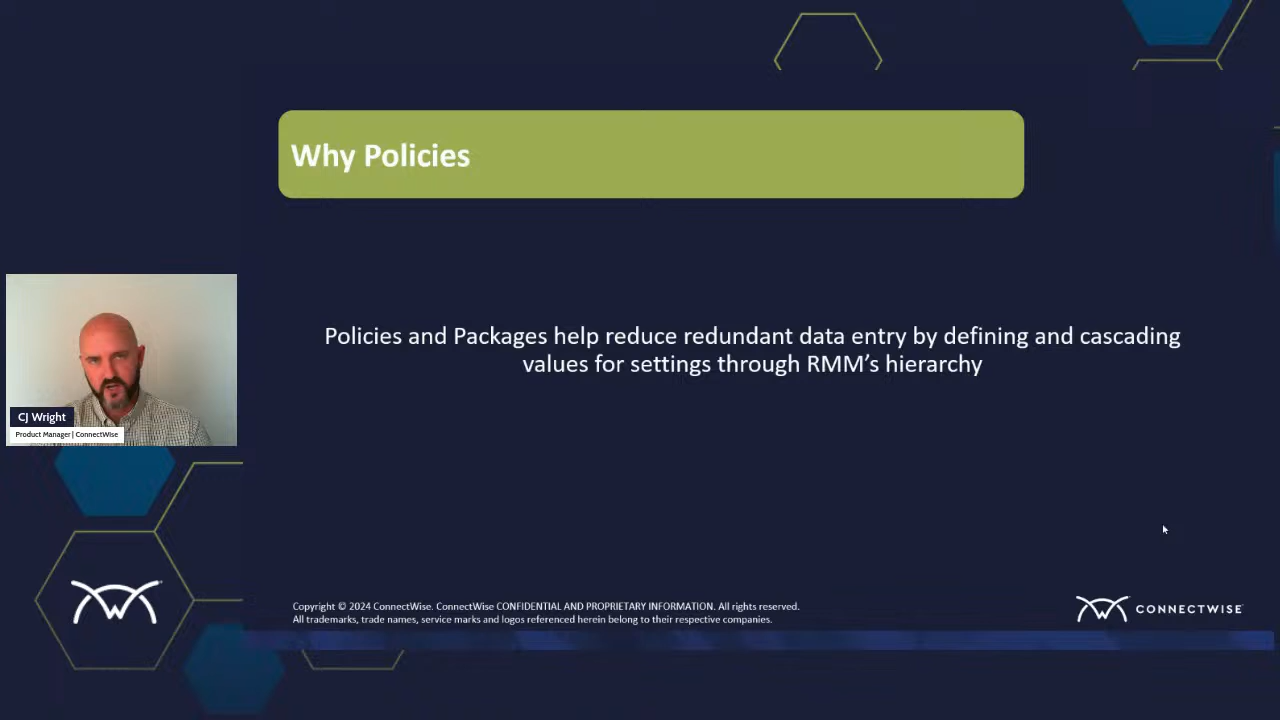 Why Policies
Policies and Packages help reduce redundant data entry by defining and cascading
values for settings through RMM’s hierarchy
CJ Wright
Product Manager| ConnectWise
Copyright © 2024 ConnectWise. ConnectWise CONFIDENTIAL AND PROPRIETARY INFORMATION. All rights reserved.
All trademarks, trade names, service marks and logos referenced herein belong to their respective companies.
CONNECTWISE